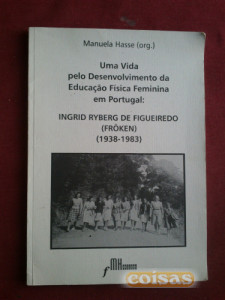 Manuela Hasse (org.)
Uma Vida
pelo Desenvolvimento da
Educação Física Feminina
em Portugal:
INGRID RYBERG DE FIGUEIREDO
(FRÖKEN)
(1938-1983)
coisas